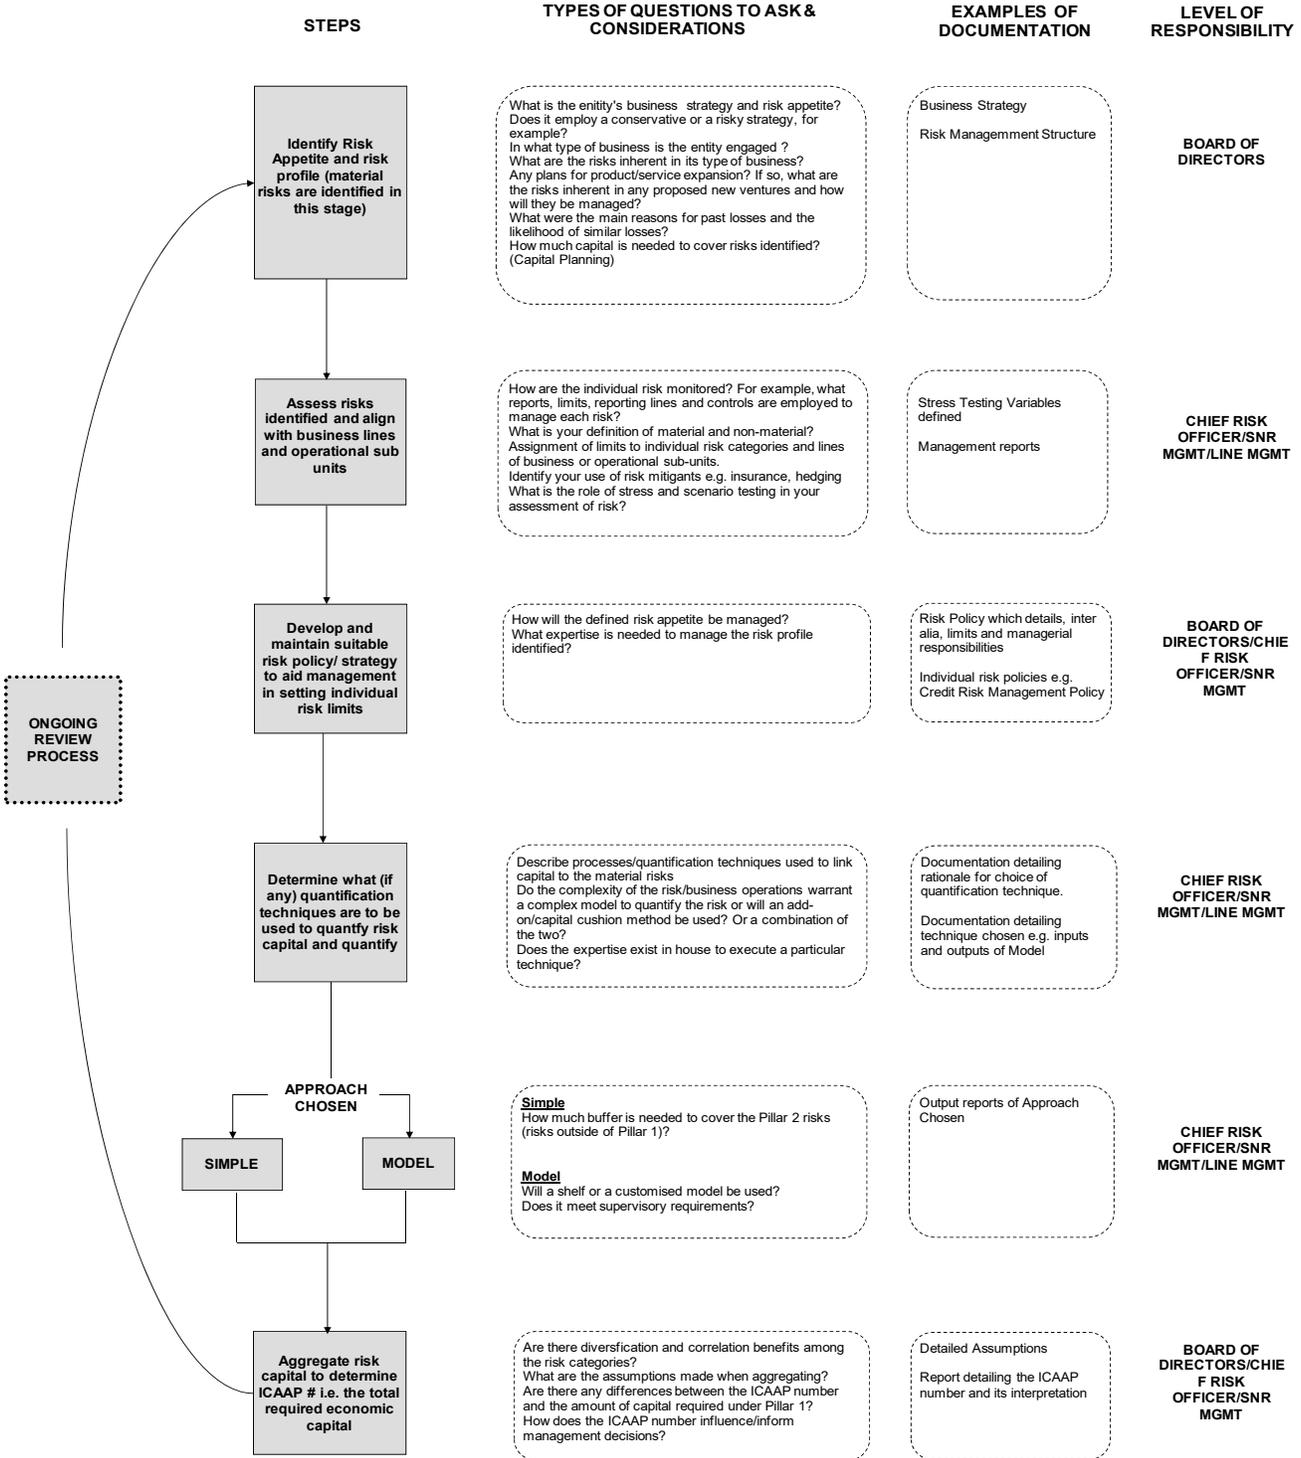 STEPS
TYPES OF QUESTIONS TO ASK &
CONSIDERATIONS
EXAMPLES OF
DOCUMENTATION
LEVEL OF
RESPONSIBILITY
Identify Risk
Appetite and risk
profile (material
risks are identified in
this stage)
What is the enitity's business strategy and risk appetite?
Does it employ a conservative or a risky strategy, for
example?
In what type of business is the entity engaged ?
What are the risks inherent in its type of business?
Any plans for product/service expansion? If so, what are
the risks inherent in any proposed new ventures and how
will they be managed?
What were the main reasons for past losses and the
likelihood of similar losses?
How much capital is needed to cover risks identified?
(Capital Planning)
Business Strategy
Risk Managemment Structure
BOARD OF
DIRECTORS
Assess risks
identified and align
with business lines
and operational sub
units
How are the individual risk monitored? For example, what
reports, limits, reporting lines and controls are employed to
manage each risk?
What is your definition of material and non-material?
Assignment of limits to individual risk categories and lines
of business or operational sub-units.
Identify your use of risk mitigants e.g. insurance, hedging
What is the role of stress and scenario testing in your
assessment of risk?
Stress Testing Variables
defined
Management reports
CHIEF RISK
OFFICER/SNR
MGMT/LINE MGMT
Develop and
maintain suitable
risk policy/ strategy
to aid management
in setting individual
risk limits
How will the defined risk appetite be managed?
What expertise is needed to manage the risk profile
identified?
Risk Policy which details, inter
alia, limits and managerial
responsibilities
Individual risk policies e.g.
Credit Risk Management Policy
BOARD OF
DIRECTORS/CHIE
F RISK
OFFICER/SNR
MGMT
ONGOING
REVIEW
PROCESS
Determine what (if
any) quantification
techniques are to be
used to quantfy risk
capital and quantify
Describe processes/quantification techniques used to link
capital to the material risks
Do the complexity of the risk/business operations warrant
a complex model to quantify the risk or will an add-
on/capital cushion method be used? Or a combination of
the two?
Does the expertise exist in house to execute a particular
technique?
Documentation detailing
rationale for choice of
quantification technique.
Documentation detailing
technique chosen e.g. inputs
and outputs of Model
CHIEF RISK
OFFICER/SNR
MGMT/LINE MGMT
APPROACH
CHOSEN
SIMPLE
MODEL
Simple
How much buffer is needed to cover the Pillar 2 risks
(risks outside of Pillar 1)?
Model
Will a shelf or a customised model be used?
Does it meet supervisory requirements?
Output reports of Approach
Chosen
CHIEF RISK
OFFICER/SNR
MGMT/LINE MGMT
Aggregate risk
capital to determine
ICAAP # i.e. the total
required economic
capital
Are there diversfication and correlation benefits among
the risk categories?
What are the assumptions made when aggregating?
Are there any differences between the ICAAP number
and the amount of capital required under Pillar 1?
How does the ICAAP number influence/inform
management decisions?
Detailed Assumptions
Report detailing the ICAAP
number and its interpretation
BOARD OF
DIRECTORS/CHIE
F RISK
OFFICER/SNR
MGMT